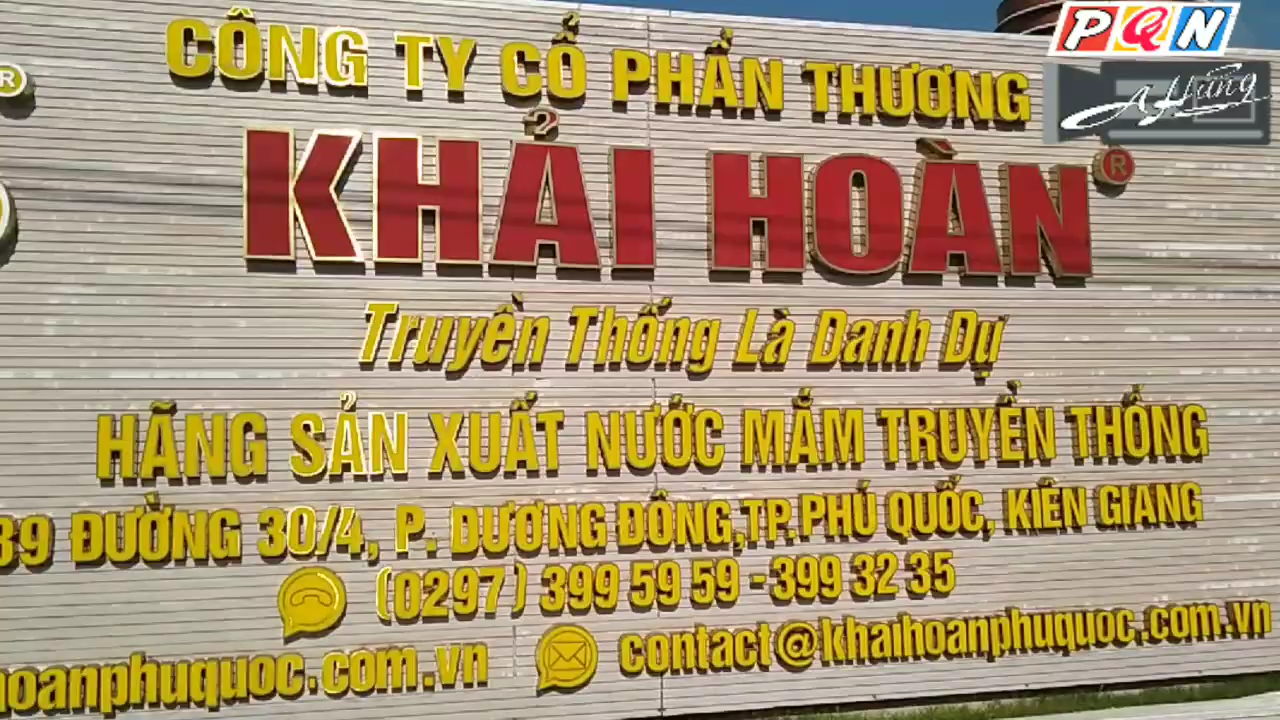 PQN
AHưng
®
CÔNG TY CỔ PHẦN THƯƠNG
KHẢI HOÀN ®
Truyền Thống Là Danh Dự
HÃNG SẢN XUẤT NƯỚC MẮM TRUYỀN THỐNG
39 ĐƯỜNG 30/4, P. DƯƠNG ĐÔNG,TP.PHÚ QUỐC, KIÊN GIANG
(0297) 399 59 59 - 399 32 35
hoanphuquoc.com.vn contact@khaihoanphuquoc.com.vn